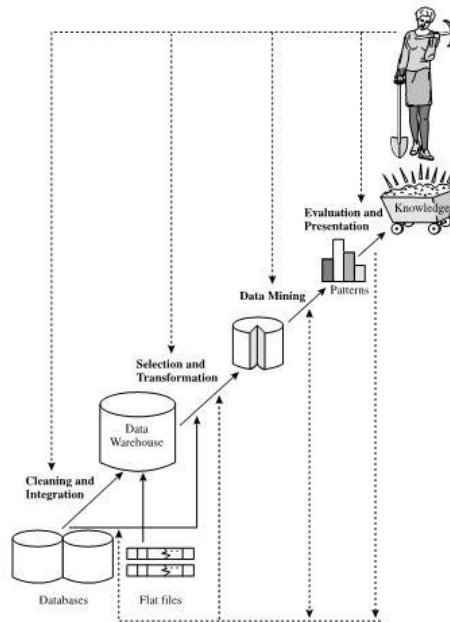 Knowledge
Evaluation and
Presentation
Patterns
Data Mining
Selection and
Transformation
Data
Warehouse
Cleaning and
Integration
Databases
Flat files